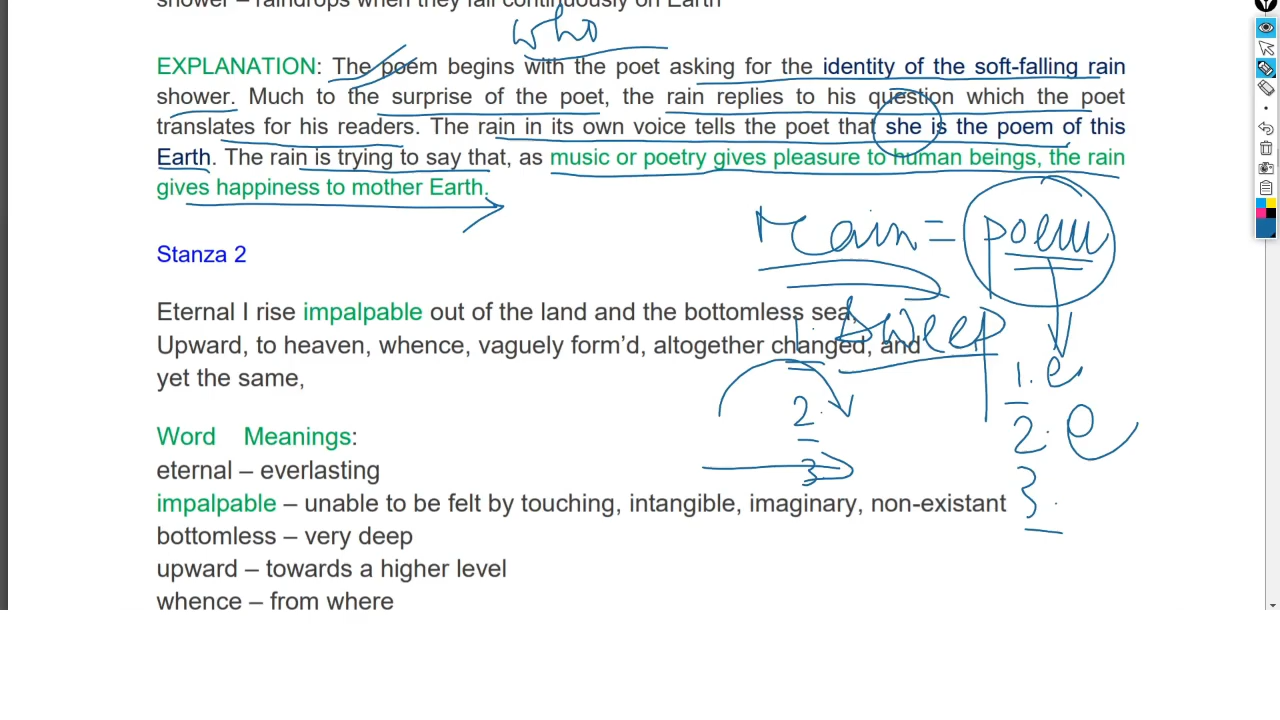 shower – raindrops when they fall continuously on Earth
who
EXPLANATION: The poem begins with the poet asking for the identity of the soft-falling rain
shower. Much to the surprise of the poet, the rain replies to his question which the poet
translates for his readers. The rain in its own voice tells the poet that she is the poem of this
Earth. The rain is trying to say that, as music or poetry gives pleasure to human beings, the rain
gives happiness to mother Earth.
rain = poem
Stanza 2
Eternal I rise impalpable out of the land and the bottomless sea,
1. sweep
Upward, to heaven, whence, vaguely form’d, altogether changed, and
yet the same,
1. e
2.
2. e
Word Meanings:
eternal – everlasting
3
impalpable – unable to be felt by touching, intangible, imaginary, non-existant
3.
bottomless – very deep
upward – towards a higher level
whence – from where